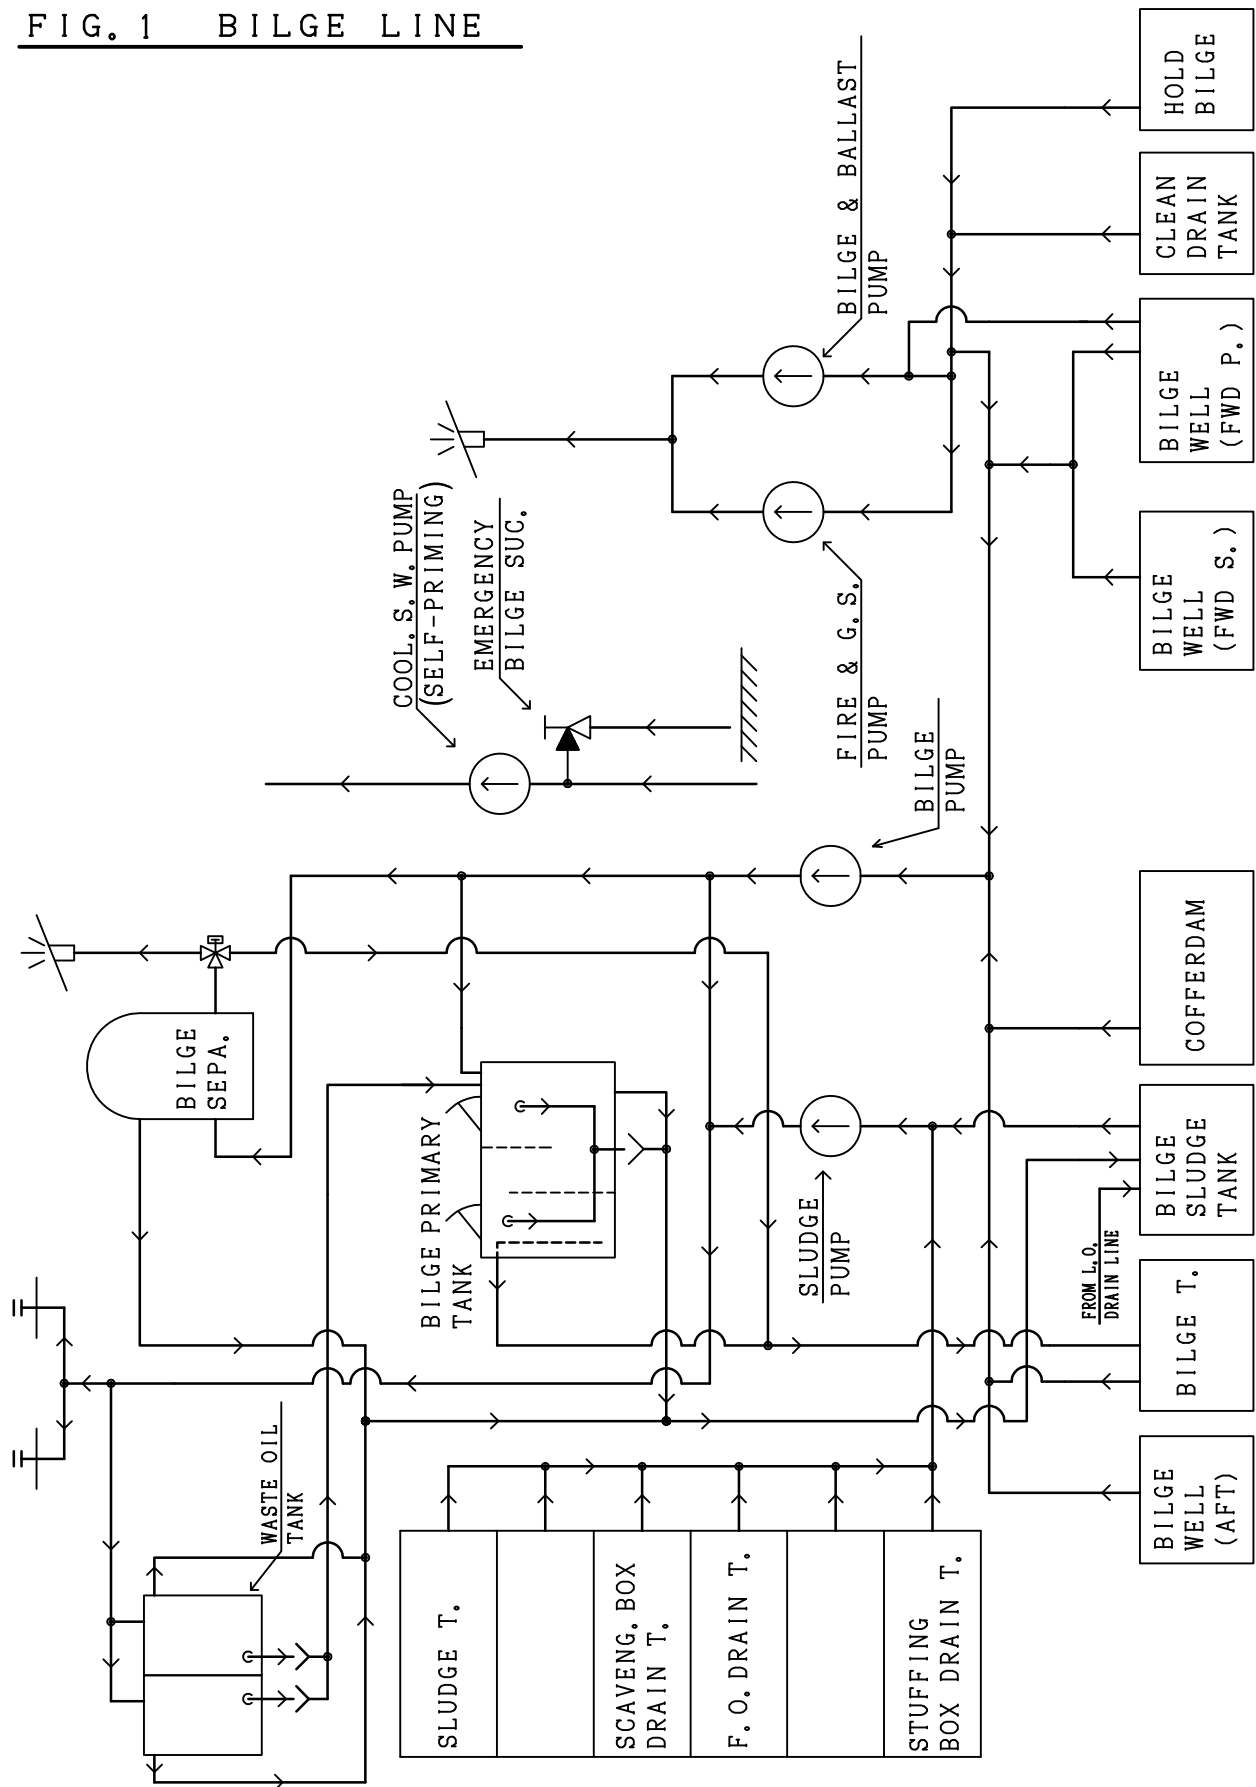 FIG. 1 BILGE LINE
HOLD
BILGE
CLEAN
DRAIN
TANK
BILGE
WELL
(FWD P.)
BILGE
WELL
(FWD S.)
BILGE & BALLAST
PUMP
COOL. S. W. PUMP
(SELF-PRIMING)
EMERGENCY
BILGE SUC.
FIRE & G. S.
PUMP
BILGE
PUMP
COFFERDAM
BILGE
SEPA.
BILGE PRIMARY
TANK
SLUDGE
PUMP
BILGE
SLUDGE
TANK
FROM L.O.
DRAIN LINE
BILGE T.
BILGE
WELL
(AFT)
WASTE OIL
TANK
SLUDGE T.
SCAVENG. BOX
DRAIN T.
F. O. DRAIN T.
STUFFING
BOX DRAIN T.